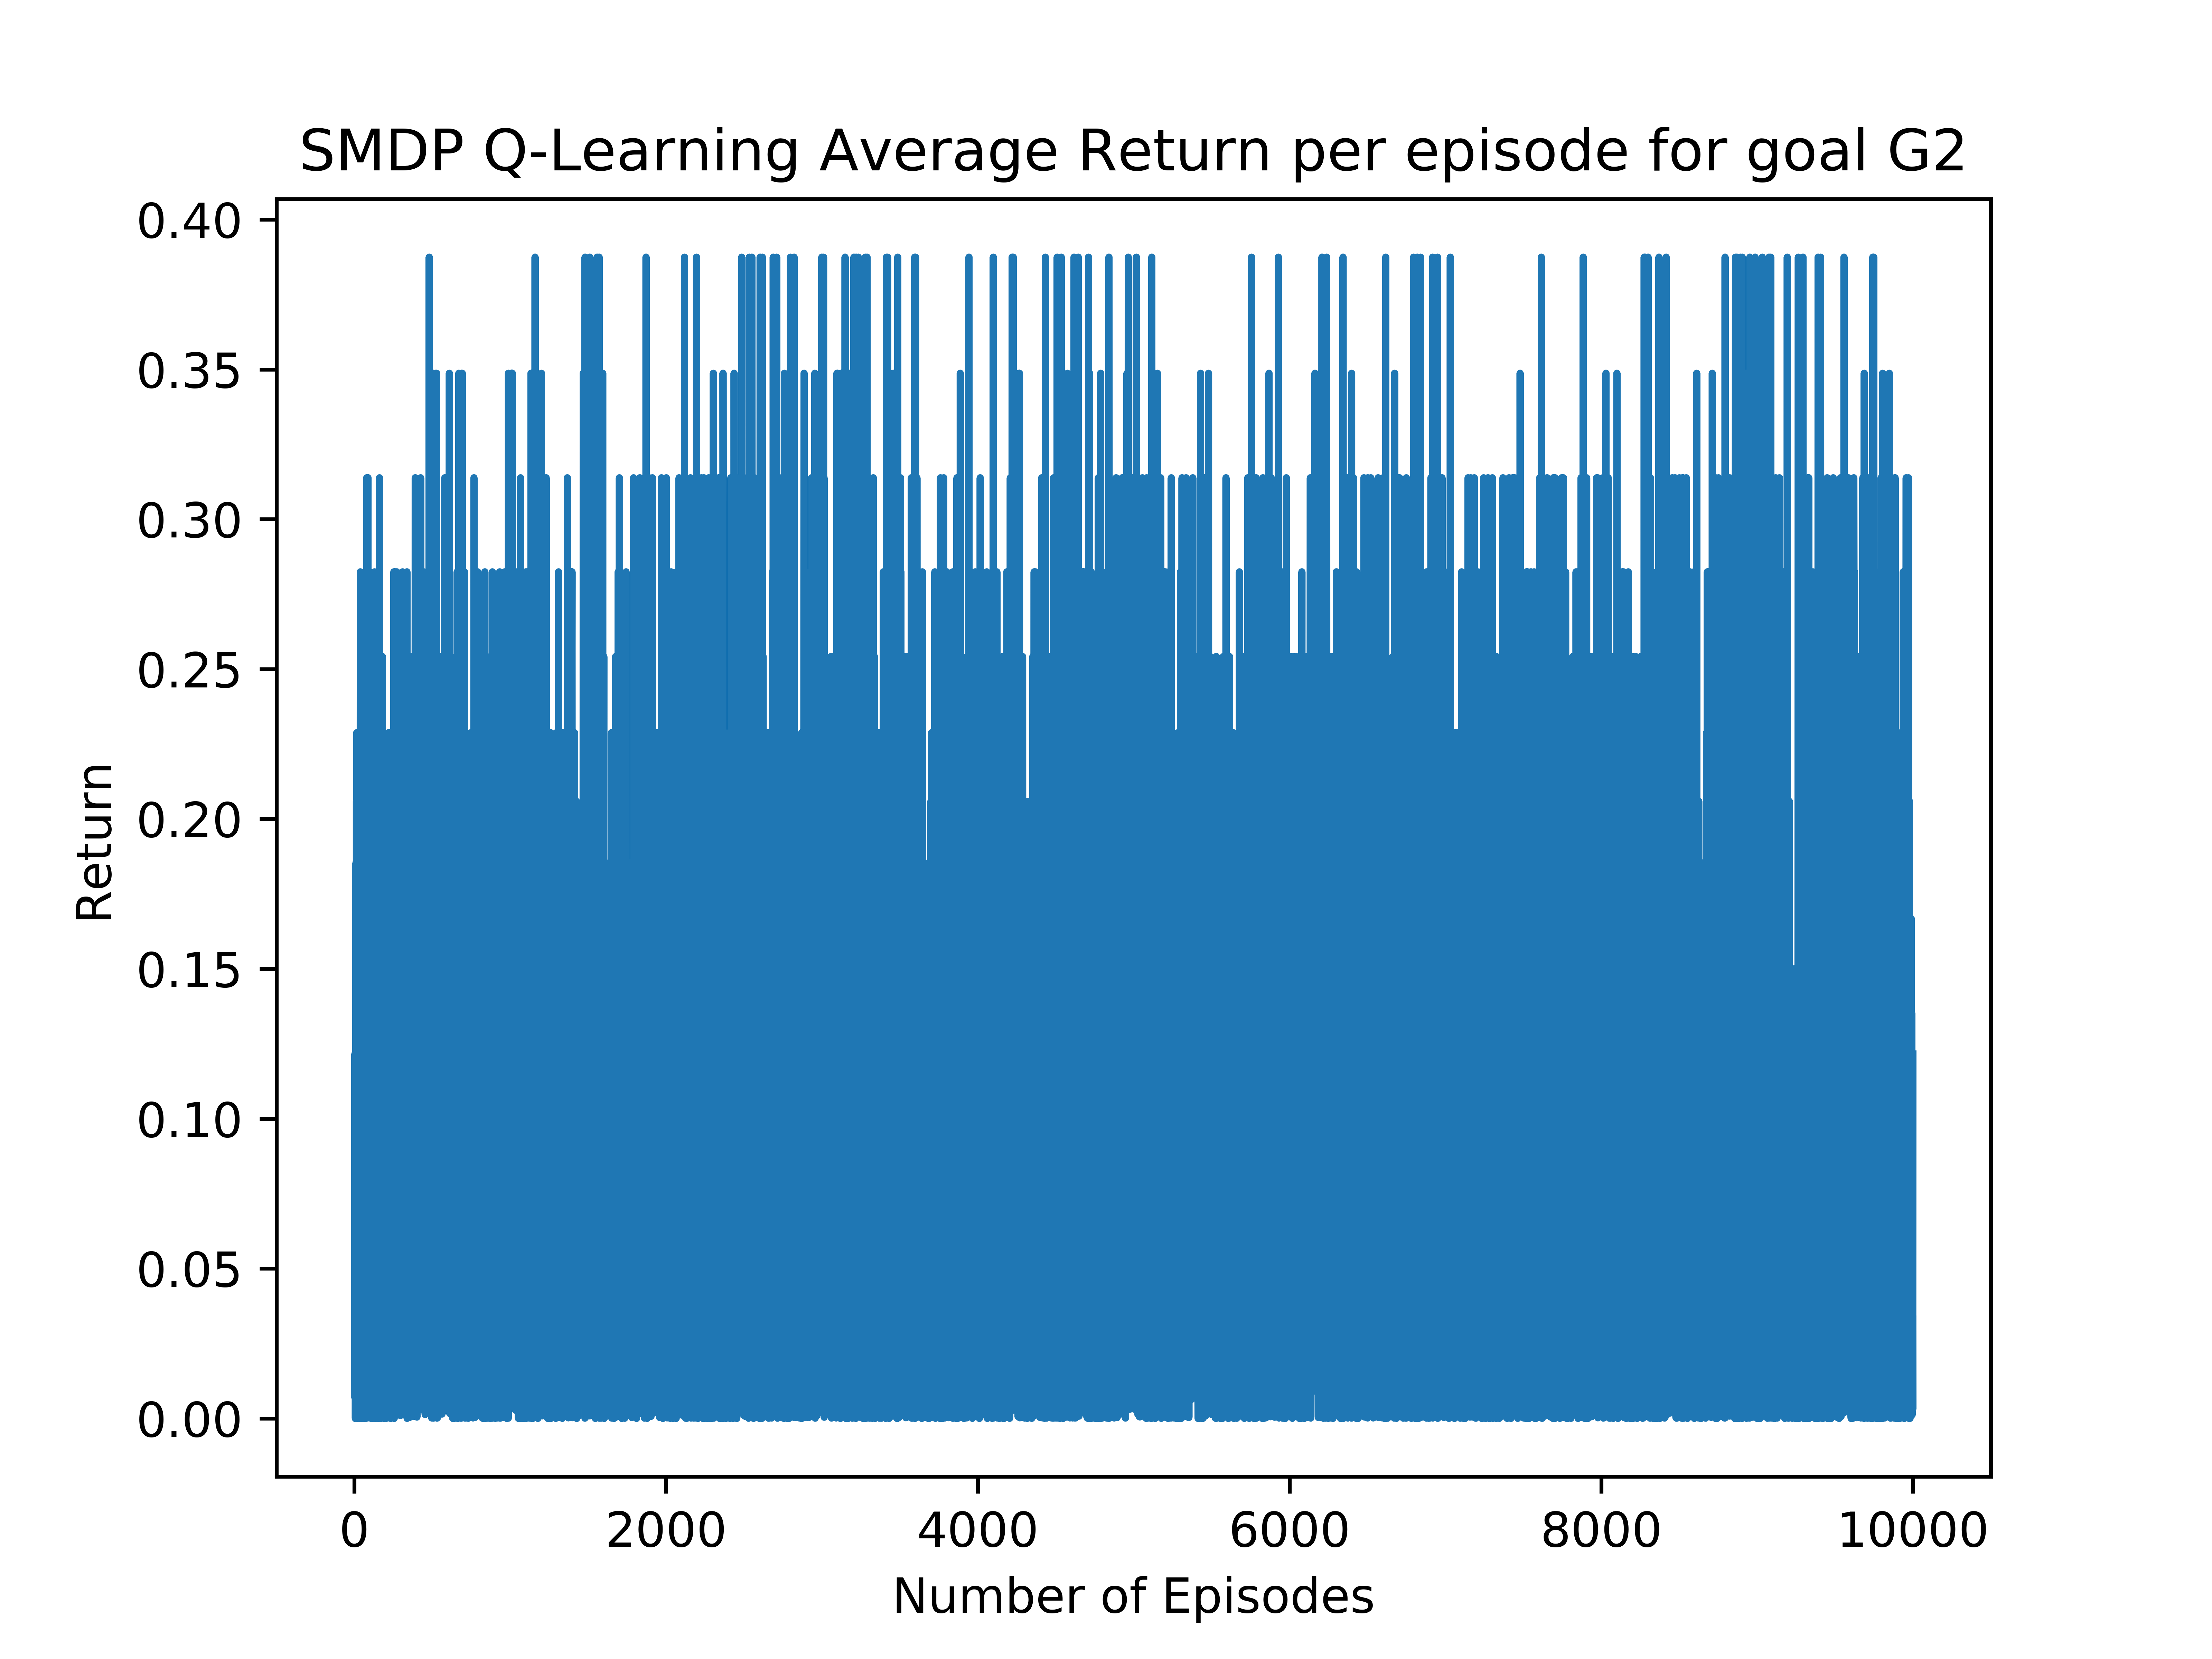 SMDP Q-Learning Average Return per episode for goal G2
0.40
0.35
0.30
0.25
0.20
0.15
0.10
0.05
0.00
Return
0 2000 4000 6000 8000 10000
Number of Episodes